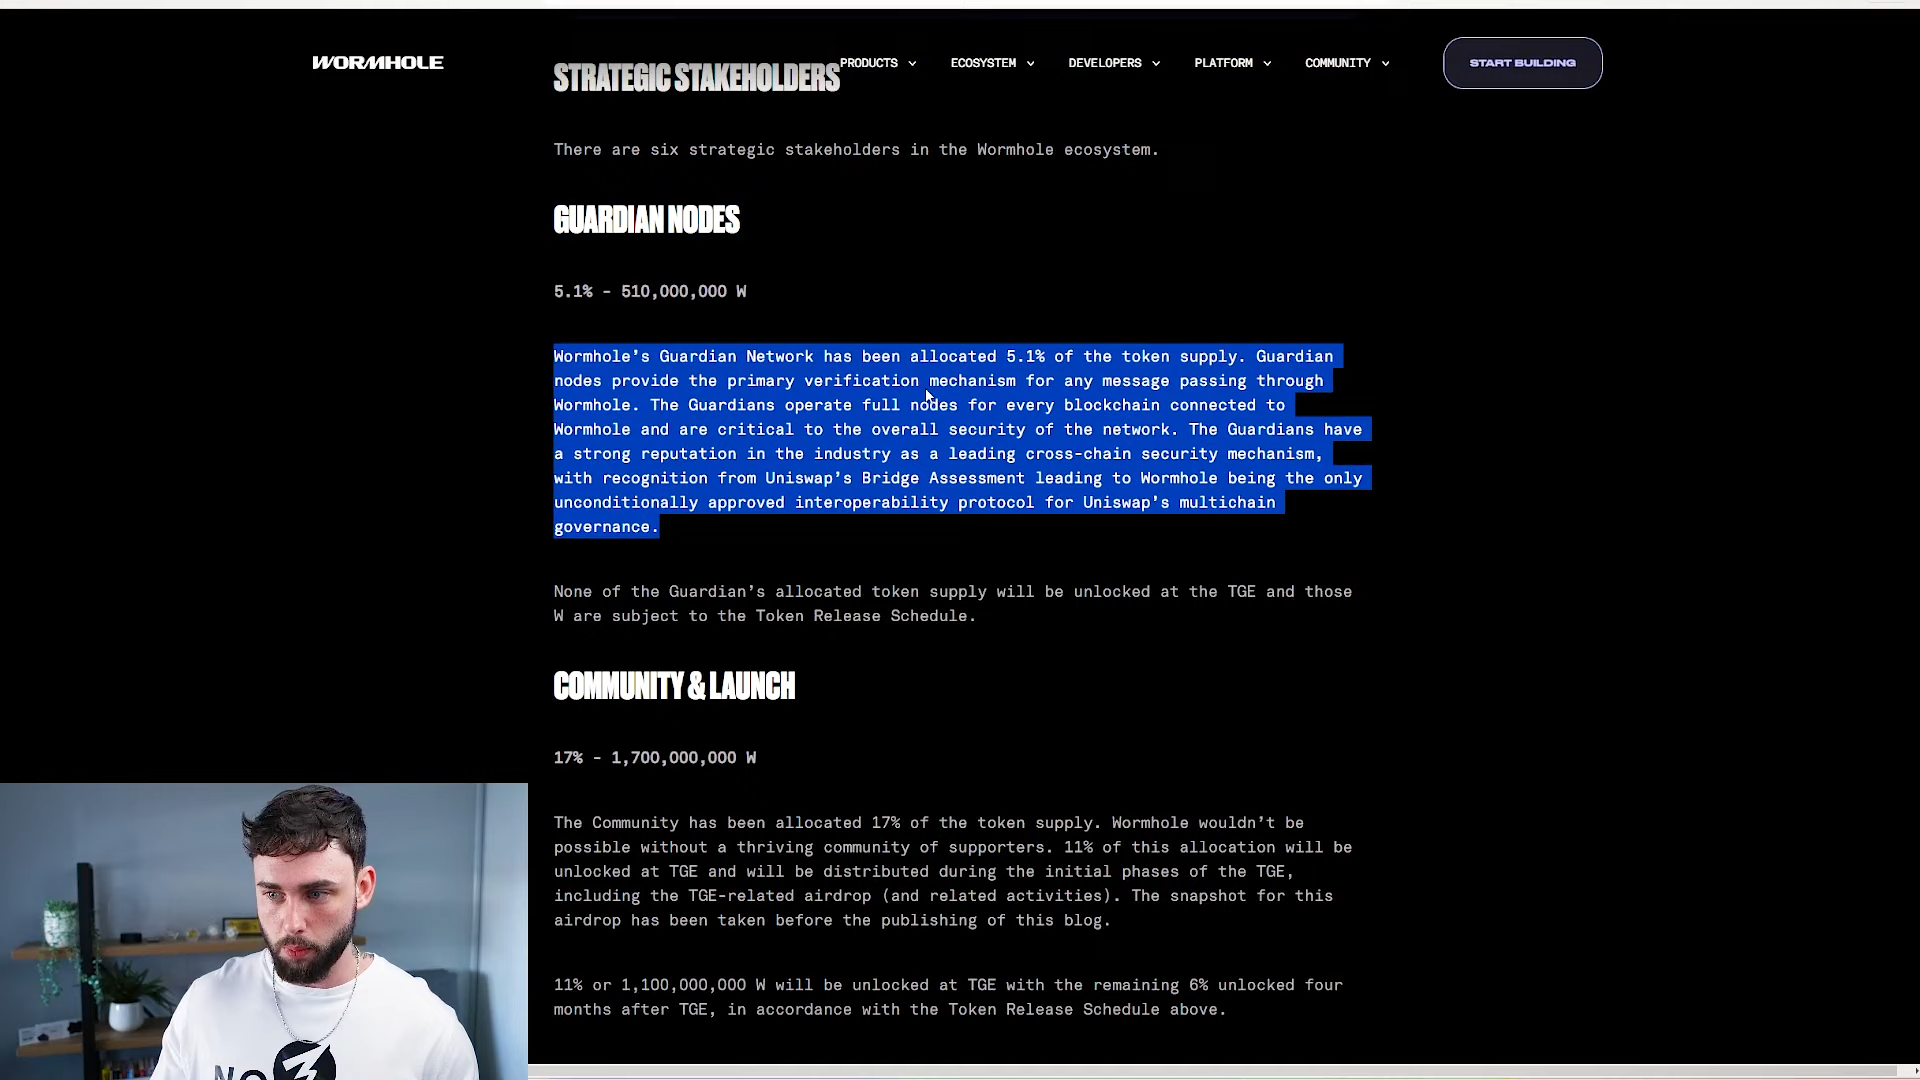 WORMHOLE
PRODUCTS
ECOSYSTEM
DEVELOPERS
PLATFORM
COMMUNITY
START BUILDING
STRATEGIC STAKEHOLDERS
There are six strategic stakeholders in the Wormhole ecosystem.
GUARDIAN NODES
5.1% - 510,000,000 W
Wormhole's Guardian Network has been allocated 5.1% of the token supply. Guardian
nodes provide the primary verification mechanism for any message passing through
Wormhole. The Guardians operate full nodes for every blockchain connected to
Wormhole and are critical to the overall security of the network. The Guardians have
a strong reputation in the industry as a leading cross-chain security mechanism,
with recognition from Uniswap's Bridge Assessment leading to Wormhole being the only
unconditionally approved interoperability protocol for Uniswap's multichain
governance.
None of the Guardian's allocated token supply will be unlocked at the TGE and those
W are subject to the Token Release Schedule.
COMMUNITY & LAUNCH
17% - 1,700,000,000 W
The Community has been allocated 17% of the token supply. Wormhole wouldn't be
possible without a thriving community of supporters. 11% of this allocation will be
unlocked at TGE and will be distributed during the initial phases of the TGE,
including the TGE-related airdrop (and related activities). The snapshot for this
airdrop has been taken before the publishing of this blog.
11% or 1,100,000,000 W will be unlocked at TGE with the remaining 6% unlocked four
months after TGE, in accordance with the Token Release Schedule above.